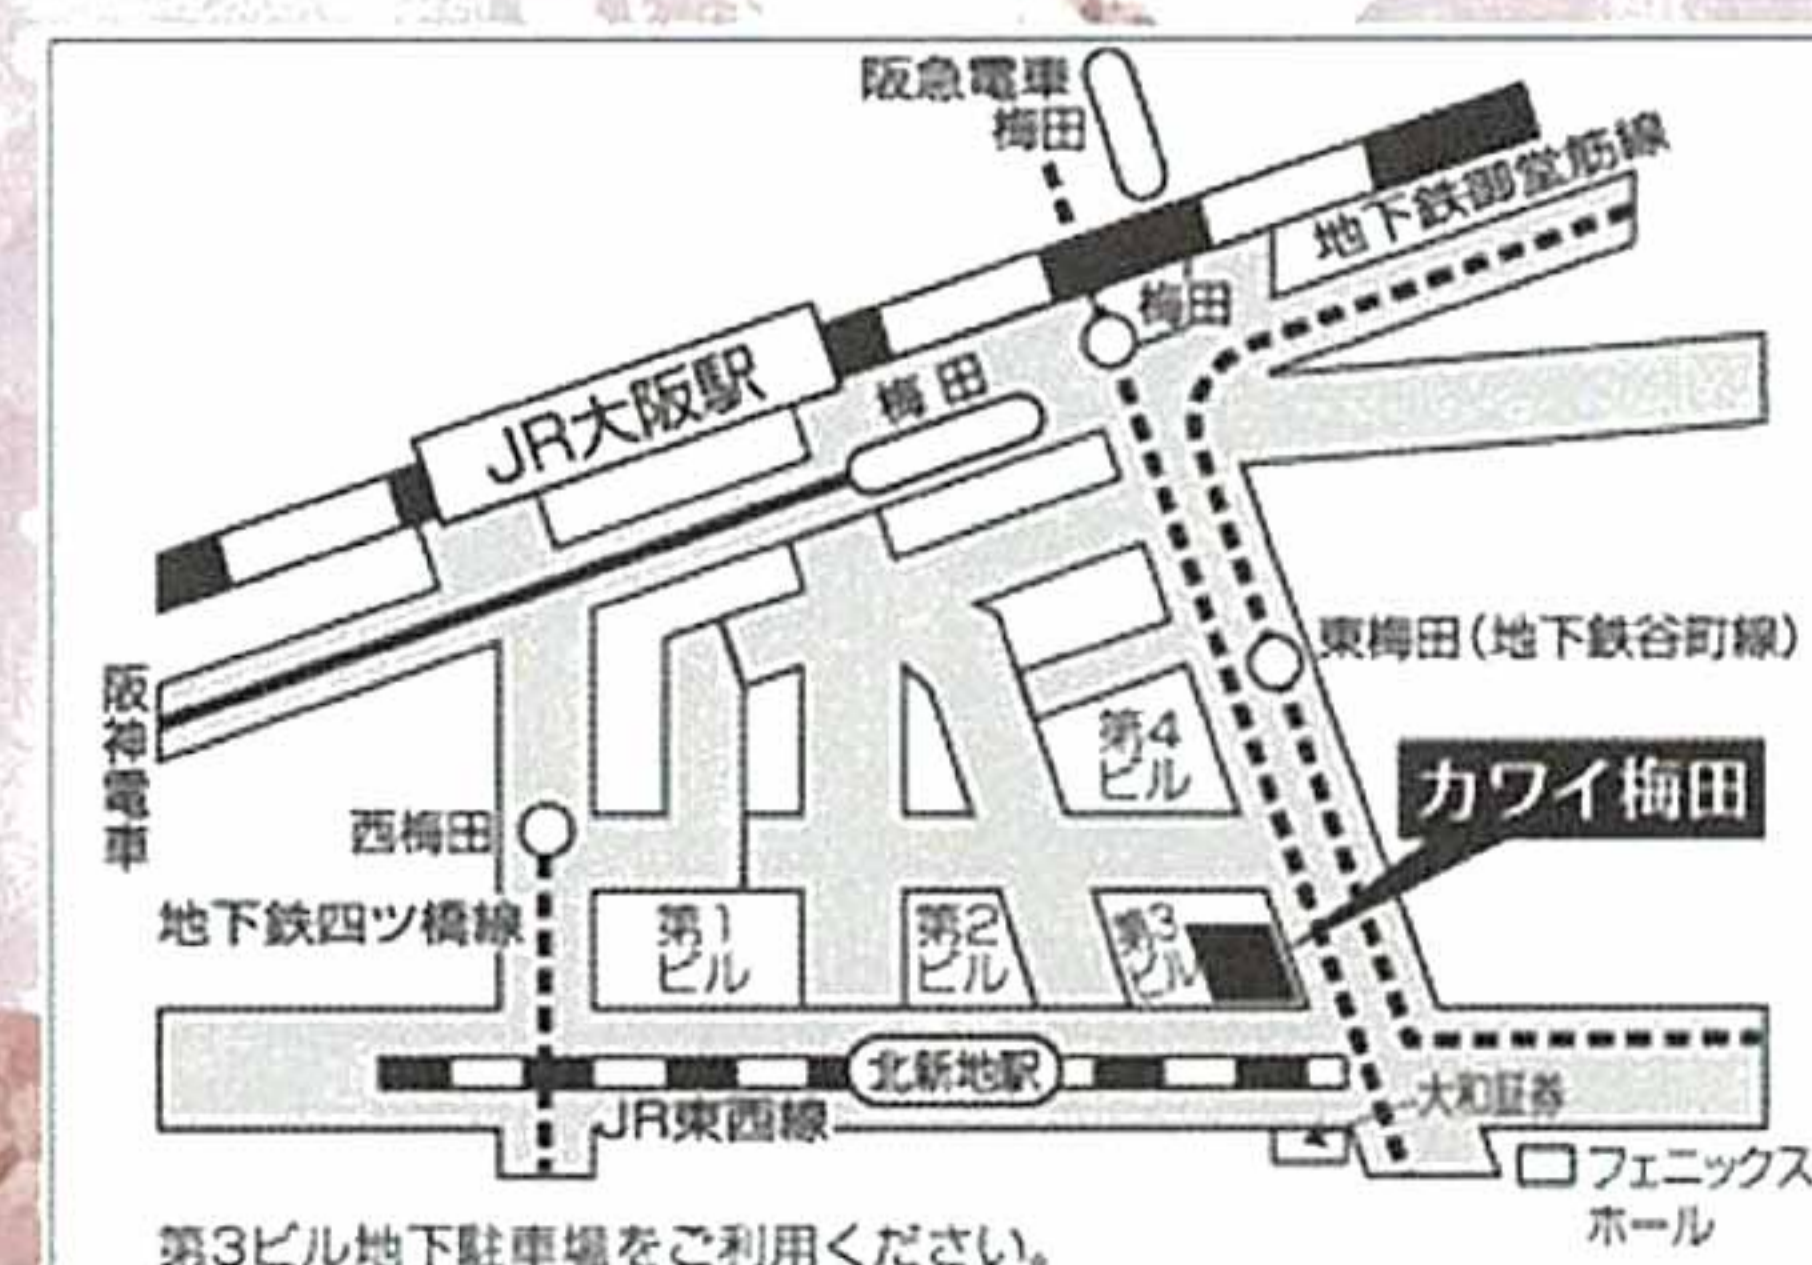 阪急電車
梅田
地下鉄御堂筋線
梅田
JR大阪駅
梅田
阪神電車
東梅田(地下鉄谷町線)
第4
ビル
カワイ梅田
西梅田
地下鉄四ツ橋線
第1
ビル
第2
ビル
第3
ビル
北新地駅
JR東西線
大和証券
フェニックス
ホール
第3ビル地下駐車場をご利用ください。